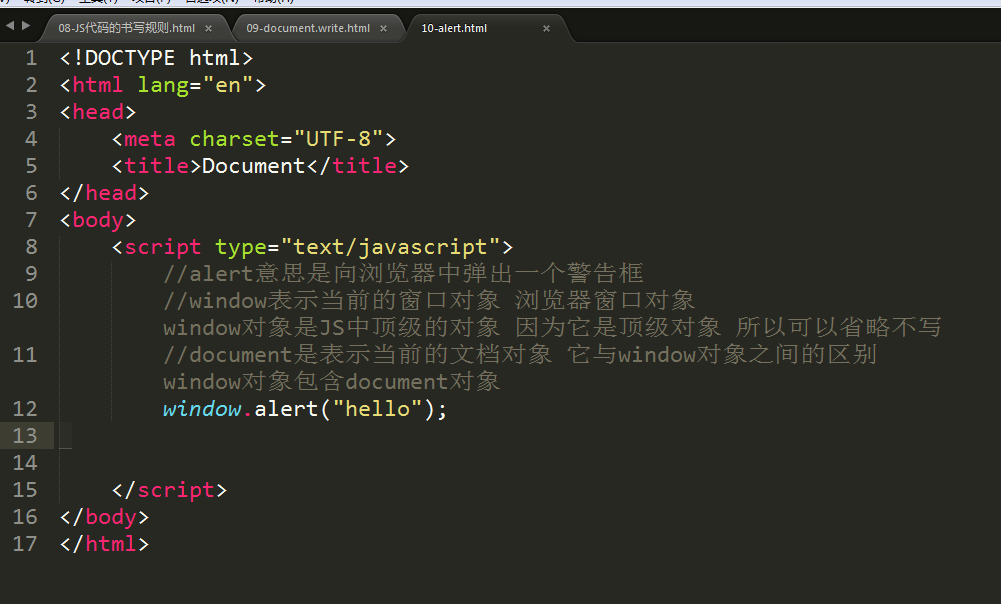 08-JS代码的书写规则.html × 09-document.write.html × 10-alert.html ×
1 <!DOCTYPE html>
2 <html lang="en">
3 <head>
4 <meta charset="UTF-8">
5 <title>Document</title>
6 </head>
7 <body>
8 <script type="text/javascript">
9 //alert意思是向浏览器中弹出一个警告框
10 //window表示当前的窗口对象 浏览器窗口对象
window对象是JS中顶级的对象 因为它是顶级对象 所以可以省略不写
11 //document是表示当前的文档对象 它与window对象之间的区别
window对象包含document对象
12 window.alert("hello");
13
14
15 </script>
16 </body>
17 </html>